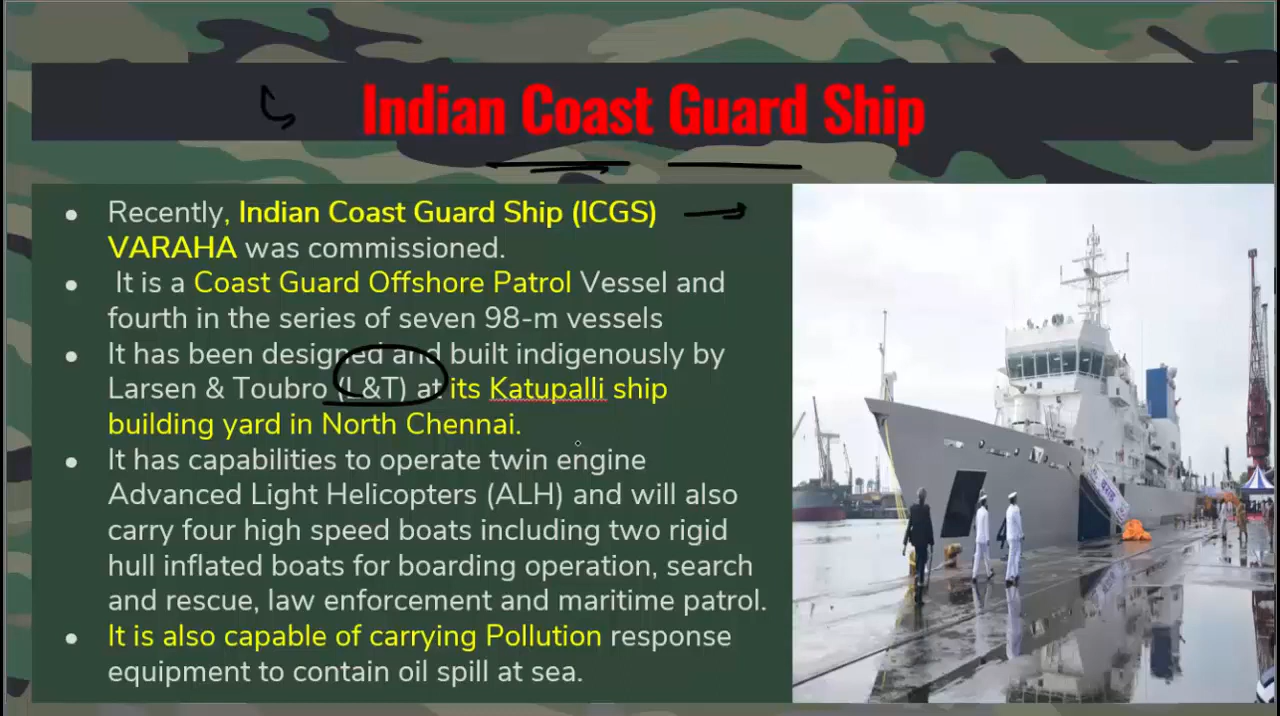 Indian Coast Guard Ship
• Recently, Indian Coast Guard Ship (ICGS)
VARAHA was commissioned.
• It is a Coast Guard Offshore Patrol Vessel and
fourth in the series of seven 98-m vessels
• It has been designed and built indigenously by
Larsen & Toubro (L&T) at its Katupalli ship
building yard in North Chennai.
• It has capabilities to operate twin engine
Advanced Light Helicopters (ALH) and will also
carry four high speed boats including two rigid
hull inflated boats for boarding operation, search
and rescue, law enforcement and maritime patrol.
• It is also capable of carrying Pollution response
equipment to contain oil spill at sea.